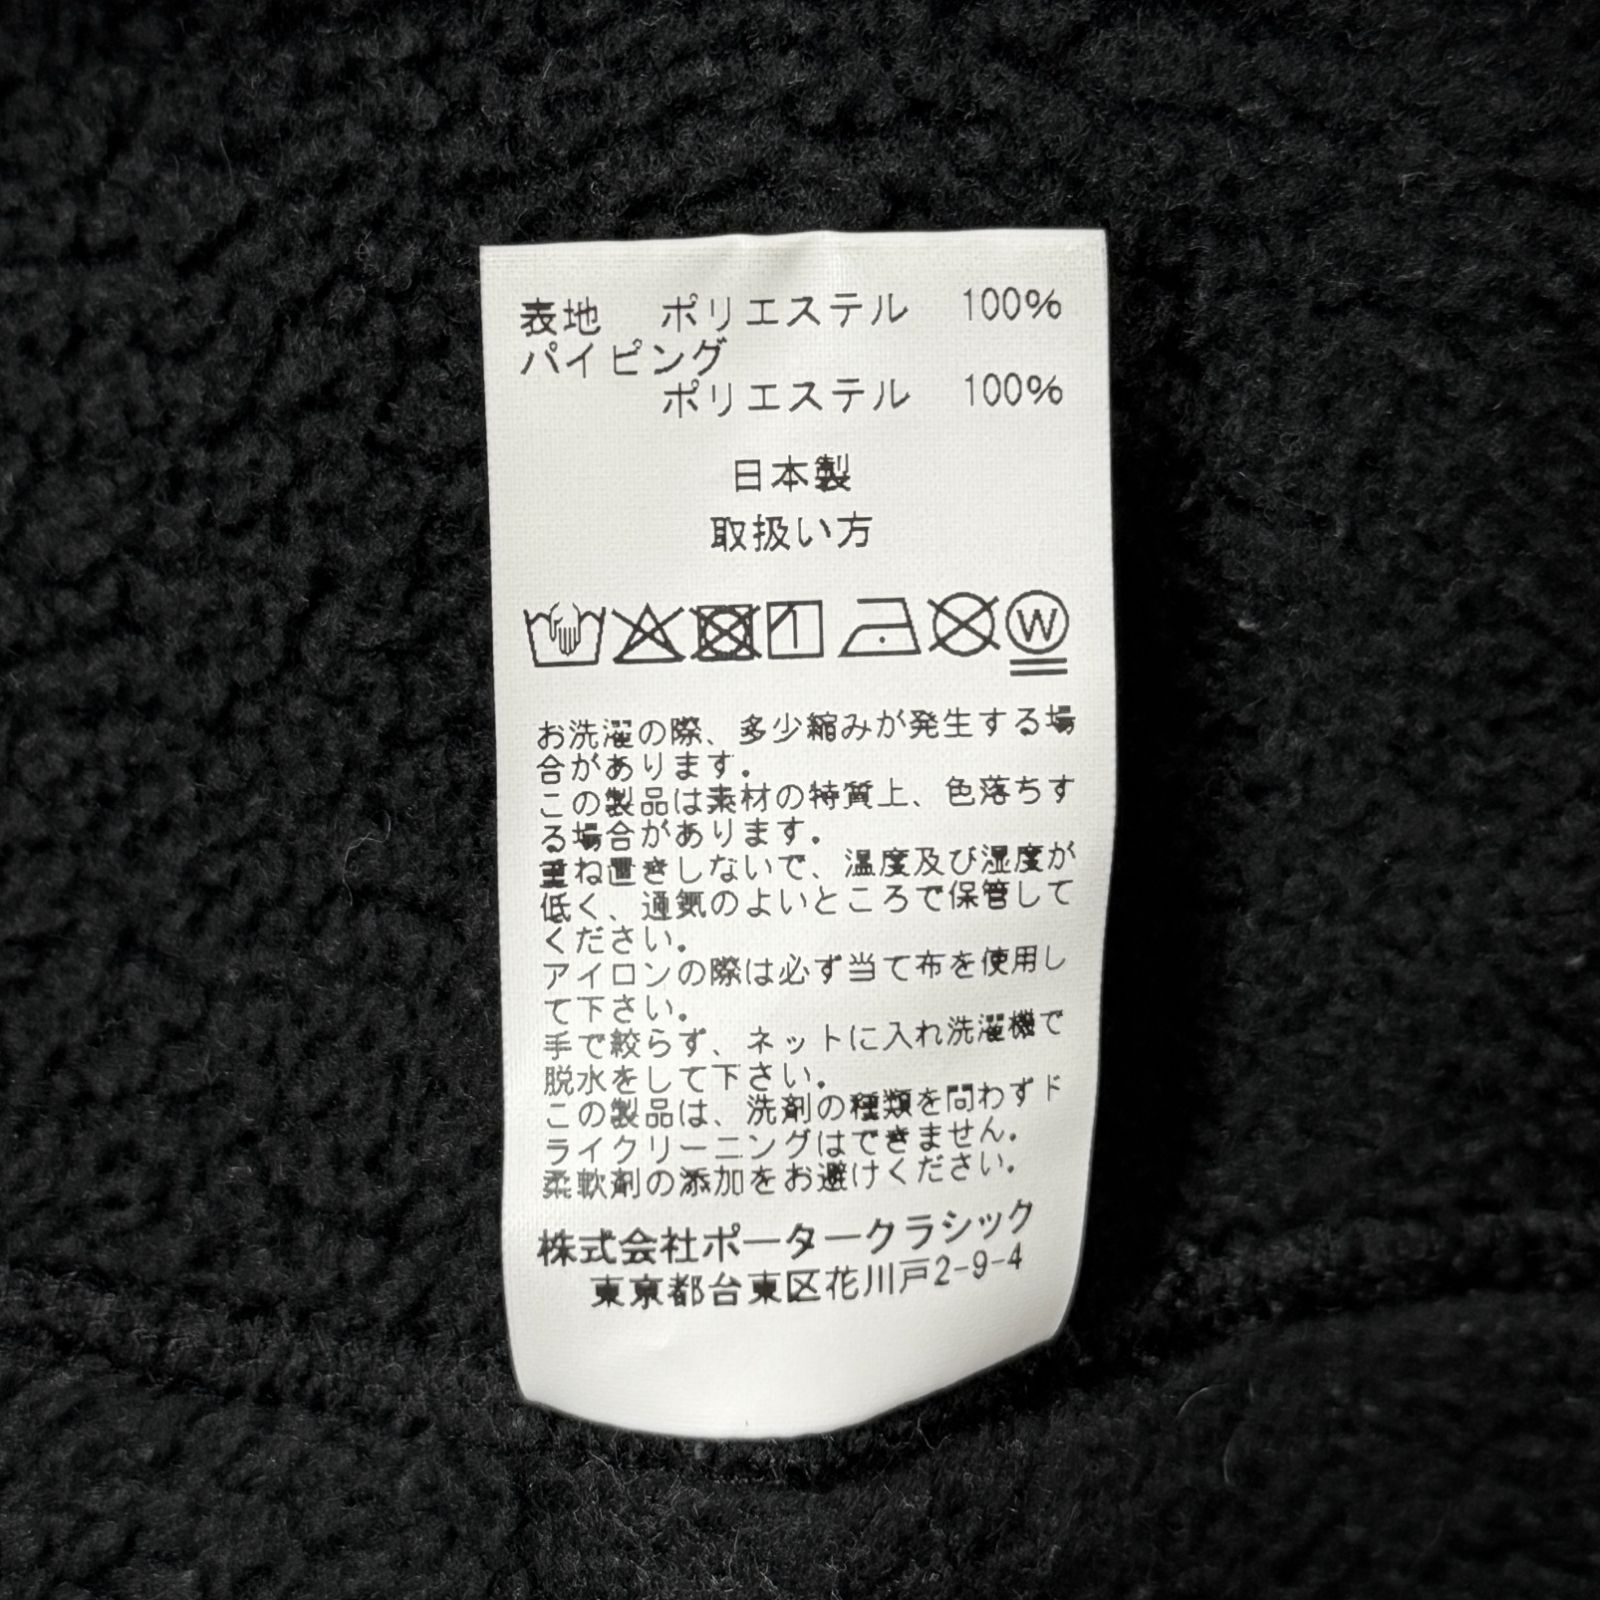 表地 ポリエステル 100%
パイピング
ポリエステル 100%
日本製
取扱い方
W
お洗濯の際、多少縮みが発生する場
合があります。
この製品は素材の特質上、色落ちす
る場合があります。
重ね置きしないで、温度及び湿度が
低く、通気のよいところで保管して
ください。
アイロンの際は必ず当て布を使用し
て下さい。
手で絞らず、ネットに入れ洗濯機で
脱水をして下さい。
この製品は、洗剤の種類を問わずド
ライクリーニングはできません。
柔軟剤の添加をお避けください。
株式会社ポータークラシック
東京都台東区花川戸2-9-4